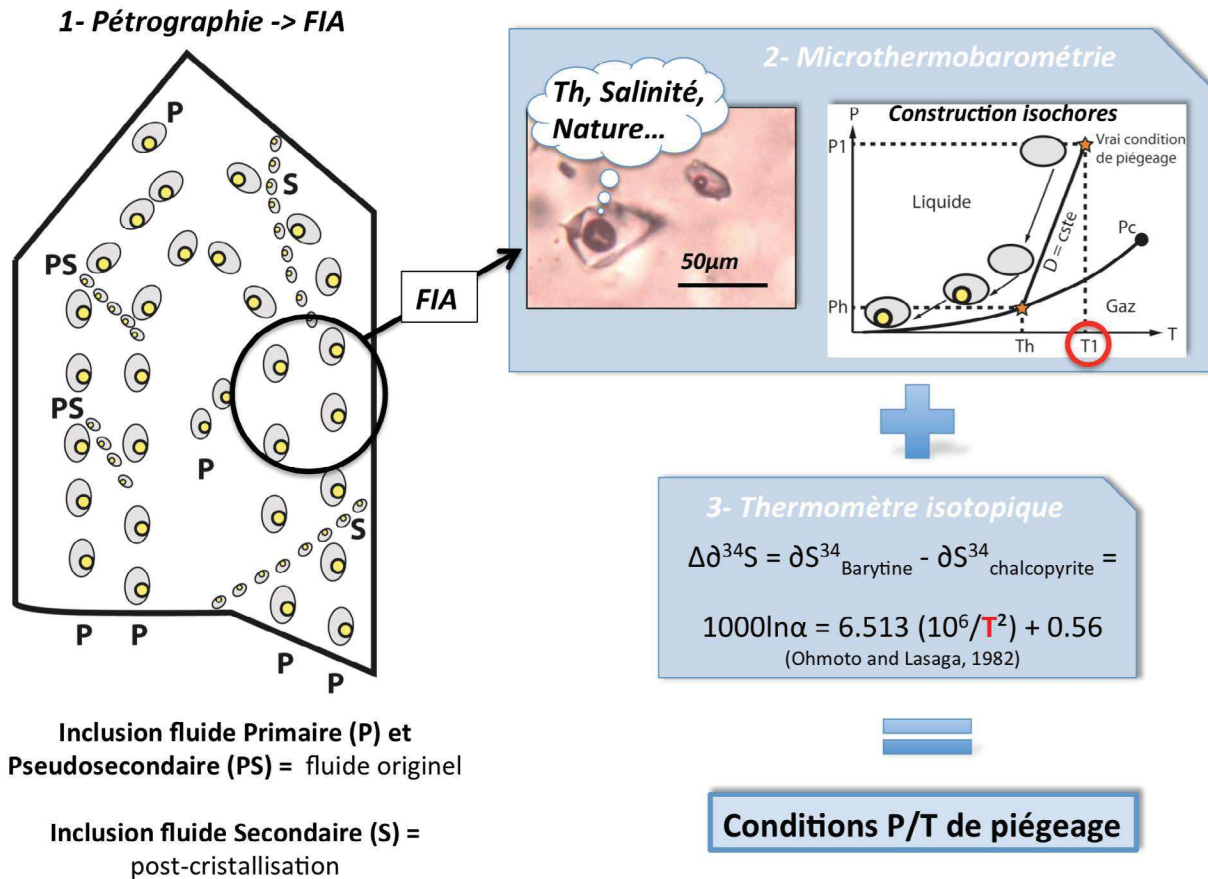 1- Pétrographie -> FIA
P
S
PS
PS
P
S
P
P
P
P
FIA
Inclusion fluide Primaire (P) et
Pseudosecondaire (PS) = fluide originel
Inclusion fluide Secondaire (S) =
post-cristallisation
2- Microthermobarométrie
Th, Salinité,
Nature...
50µm
Construction isochores
P
P1
Vrai condition
de piégeage
Liquide
D = cste
Pc
Ph
Gaz
Th
T1
T
3- Thermomètre isotopique
Δ∂³⁴S = ∂S³⁴Barytine - ∂S³⁴chalcopyrite =
1000lnα = 6.513 (10⁶/T²) + 0.56
(Ohmoto and Lasaga, 1982)
Conditions P/T de piégeage